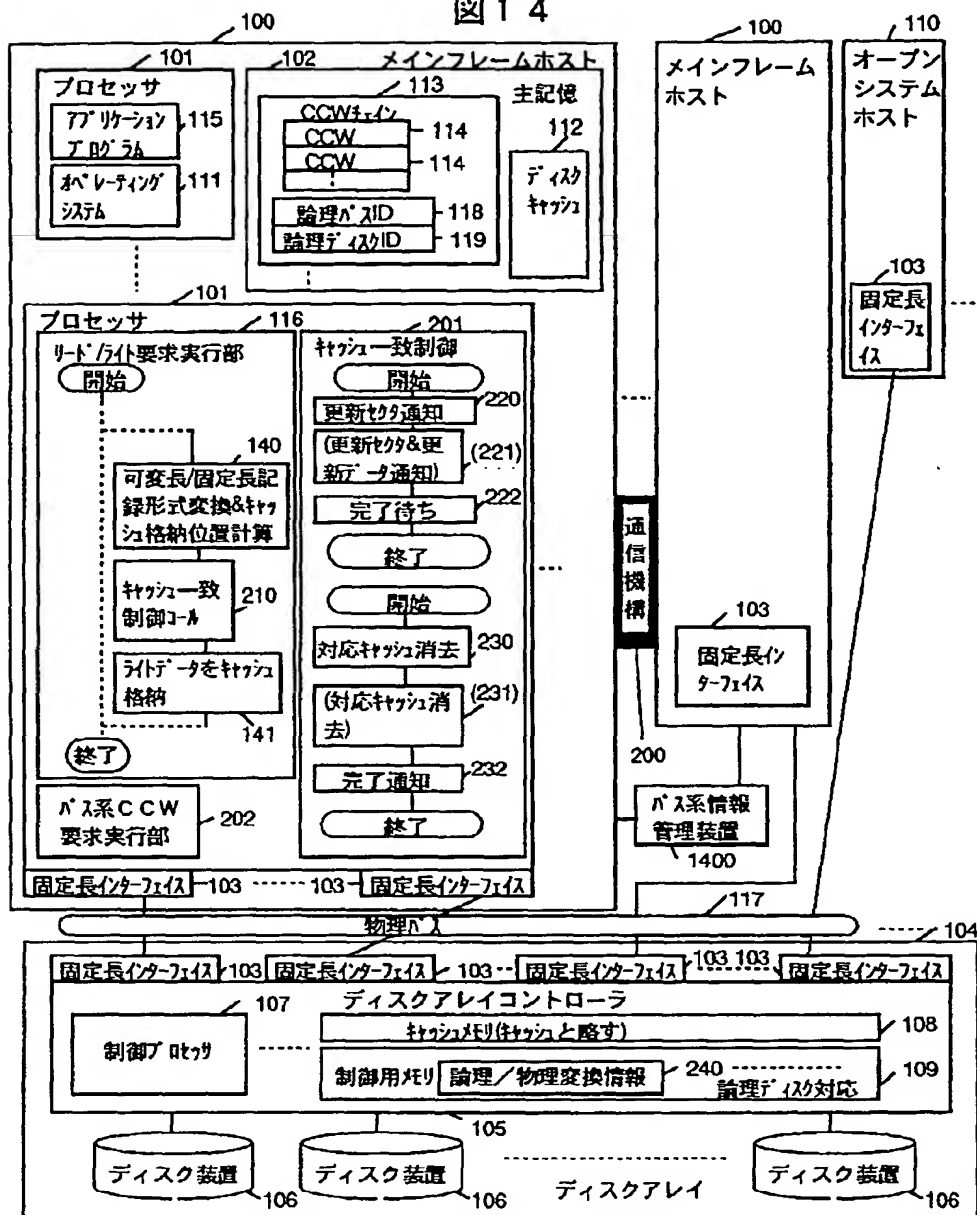 図14
100
101
プロセッサ
アプリケーション
プログラム
115
オペレーティング
システム
111
102
メインフレームホスト
主記憶
113
CCWチェイン
CCW
114
CCW
114
論理パスID
118
論理ディスクID
119
112
ディスク
キャッシュ
101
プロセッサ
116
リード/ライト要求実行部
開始
140
可変長/固定長記
録形式変換&キャッ
シュ格納位置計算
キャッシュ一致
制御コール
210
ライトデータをキャッシュ
格納
141
終了
パス系CCW
要求実行部
202
201
キャッシュ一致制御
開始
更新セクタ通知
220
(更新セクタ&更
新データ通知)
(221)
完了待ち
222
終了
開始
対応キャッシュ消去
230
(対応キャッシュ消
去)
(231)
完了通知
232
終了
固定長インターフェイス
103
103
固定長インターフェイス
通信機構
200
100
メインフレーム
ホスト
103
固定長イン
ターフェイス
110
オープン
システム
ホスト
103
固定長
インターフェ
イス
パス系情報
管理装置
1400
物理パス
117
104
固定長インターフェイス
103
固定長インターフェイス
103
固定長インターフェイス
103
103
固定長インターフェイス
ディスクアレイコントローラ
107
制御プロセッサ
キャッシュメモリ(キャッシュと略す)
108
制御用メモリ
論理/物理変換情報
240
論理ディスク対応
109
105
ディスク装置
106
ディスク装置
106
ディスクアレイ
ディスク装置
106